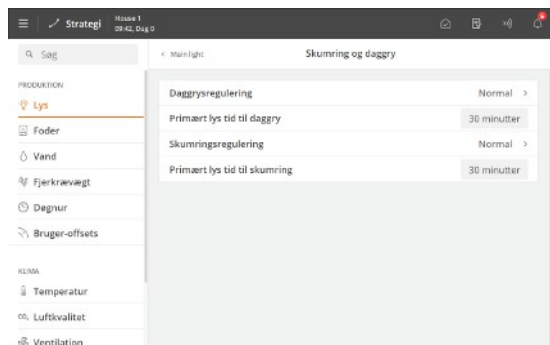 Strategi
House 1
09:42, Dag 0
Søg
Main light
Skumring og daggry
PRODUKTION
Lys
Foder
Vand
Fjerkrævægt
Døgnur
Bruger-offsets
KLIMA
Temperatur
CO₂ Luftkvalitet
Ventilation
Daggrysregulering Normal
Primært lys tid til daggry 30 minutter
Skumringsregulering Normal
Primært lys tid til skumring 30 minutter